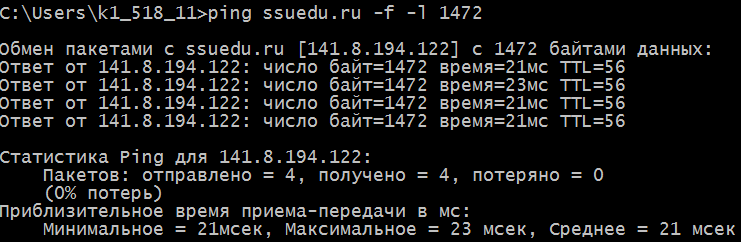 C:\Users\k1_518_11>ping ssuedu.ru -f -l 1472
Обмен пакетами с ssuedu.ru [141.8.194.122] с 1472 байтами данных:
Ответ от 141.8.194.122: число байт=1472 время=21мс TTL=56
Ответ от 141.8.194.122: число байт=1472 время=23мс TTL=56
Ответ от 141.8.194.122: число байт=1472 время=21мс TTL=56
Ответ от 141.8.194.122: число байт=1472 время=21мс TTL=56
Статистика Ping для 141.8.194.122:
Пакетов: отправлено = 4, получено = 4, потеряно = 0
(0% потерь)
Приблизительное время приема-передачи в мс:
Минимальное = 21мсек, Максимальное = 23 мсек, Среднее = 21 мсек